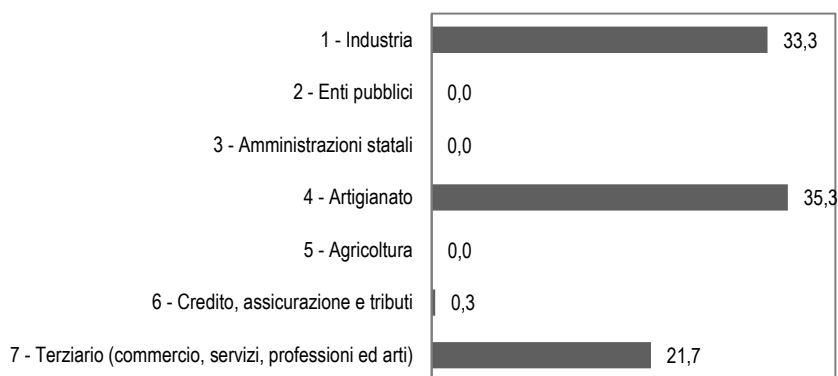 1 - Industria 33,3
2 - Enti pubblici 0,0
3 - Amministrazioni statali 0,0
4 - Artigianato 35,3
5 - Agricoltura 0,0
6 - Credito, assicurazione e tributi 0,3
7 - Terziario (commercio, servizi, professioni ed arti) 21,7